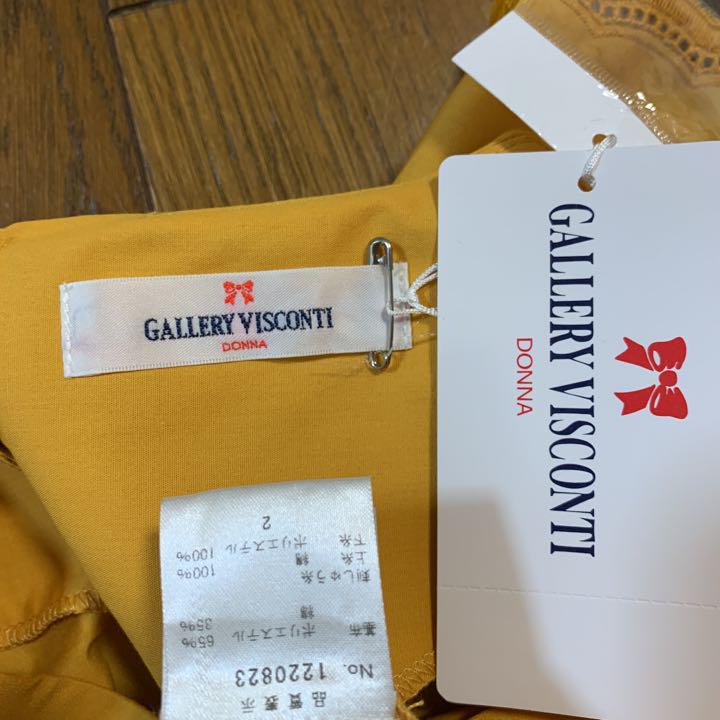 GALLERY VISCONTI
DONNA
GALLERY VISCONTI
DONNA
品質表示
No. 1220823
基布 ポリエステル 65%
綿 35%
刺しゅう糸
上糸 綿 100%
下糸 ポリエステル 100%
2